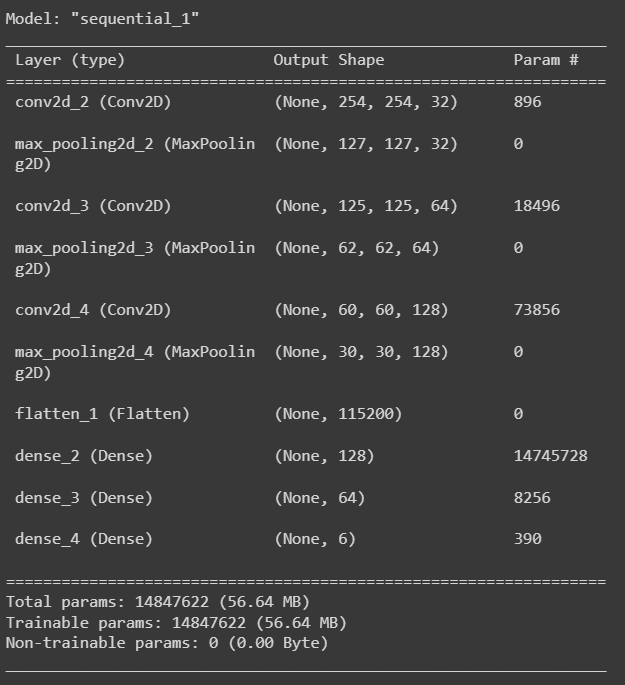 Model: "sequential_1"
_________________________________________________________________
Layer (type) Output Shape Param #
=================================================================
conv2d_2 (Conv2D) (None, 254, 254, 32) 896
max_pooling2d_2 (MaxPoolin (None, 127, 127, 32) 0
g2D)
conv2d_3 (Conv2D) (None, 125, 125, 64) 18496
max_pooling2d_3 (MaxPoolin (None, 62, 62, 64) 0
g2D)
conv2d_4 (Conv2D) (None, 60, 60, 128) 73856
max_pooling2d_4 (MaxPoolin (None, 30, 30, 128) 0
g2D)
flatten_1 (Flatten) (None, 115200) 0
dense_2 (Dense) (None, 128) 14745728
dense_3 (Dense) (None, 64) 8256
dense_4 (Dense) (None, 6) 390
=================================================================
Total params: 14847622 (56.64 MB)
Trainable params: 14847622 (56.64 MB)
Non-trainable params: 0 (0.00 Byte)
_________________________________________________________________